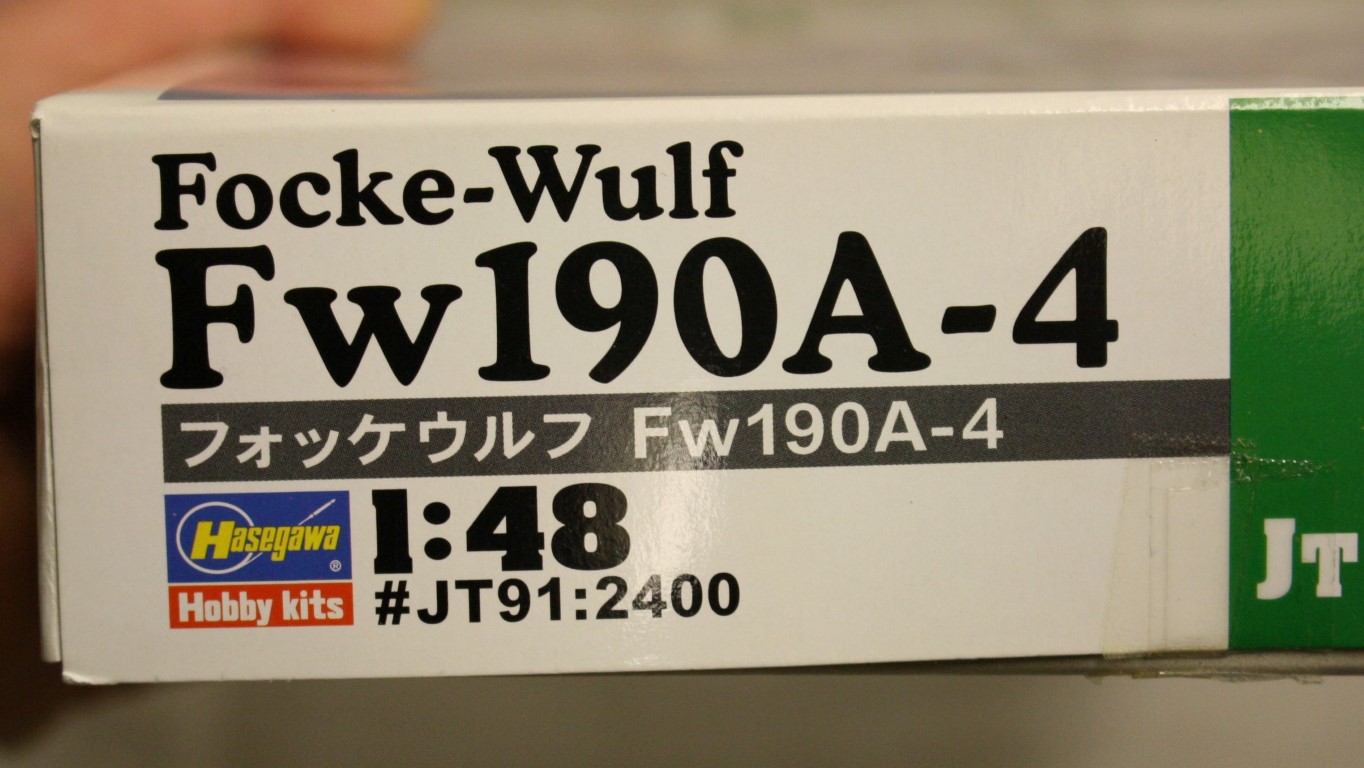 Focke-Wulf
Fw190A-4
フォッケウルフ Fw190A-4
Hasegawa®
Hobby kits
1:48
#JT91:2400
JT